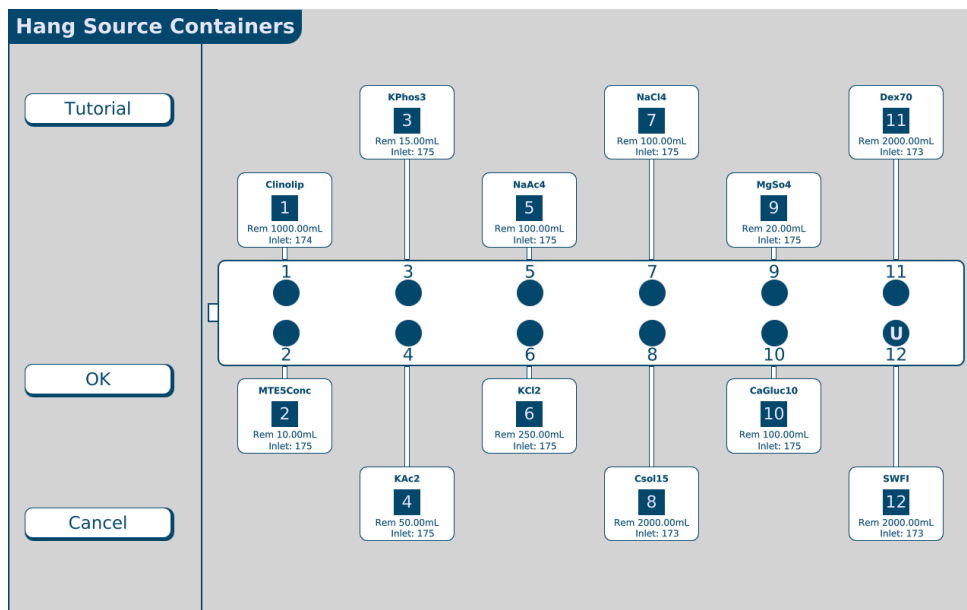 Hang Source Containers
Tutorial
OK
Cancel
KPhos3
3
Rem 15.00mL
Inlet: 175
NaCl4
7
Rem 100.00mL
Inlet: 175
Dex70
11
Rem 2000.00mL
Inlet: 173
Clinolip
1
Rem 1000.00mL
Inlet: 174
NaAc4
5
Rem 100.00mL
Inlet: 175
MgSo4
9
Rem 20.00mL
Inlet: 175
1 3 5 7 9 11
U
2 4 6 8 10 12
MTE5Conc
2
Rem 10.00mL
Inlet: 175
KCl2
6
Rem 250.00mL
Inlet: 175
CaGluc10
10
Rem 100.00mL
Inlet: 175
KAc2
4
Rem 50.00mL
Inlet: 175
Csol15
8
Rem 2000.00mL
Inlet: 173
SWFI
12
Rem 2000.00mL
Inlet: 173